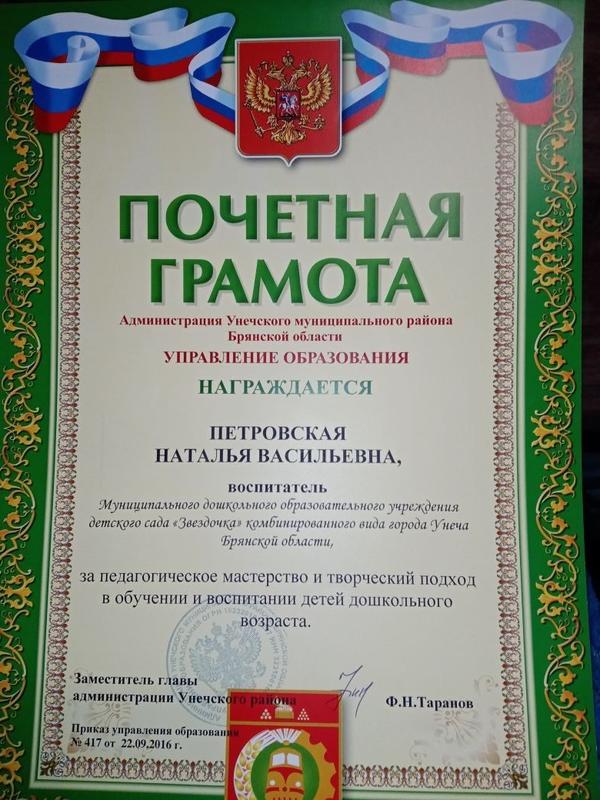 ПОЧЕТНАЯ
ГРАМОТА
Администрация Унечского муниципального района
Брянской области
УПРАВЛЕНИЕ ОБРАЗОВАНИЯ
НАГРАЖДАЕТСЯ
ПЕТРОВСКАЯ
НАТАЛЬЯ ВАСИЛЬЕВНА,
воспитатель
Муниципального дошкольного образовательного учреждения
детского сада «Звездочка» комбинированного вида города Унеча
Брянской области,
за педагогическое мастерство и творческий подход
в обучении и воспитании детей дошкольного
возраста.
Заместитель главы
администрации Унечского района
Ф.Н.Таранов
Приказ управления образования
№ 417 от 22.09.2016 г.